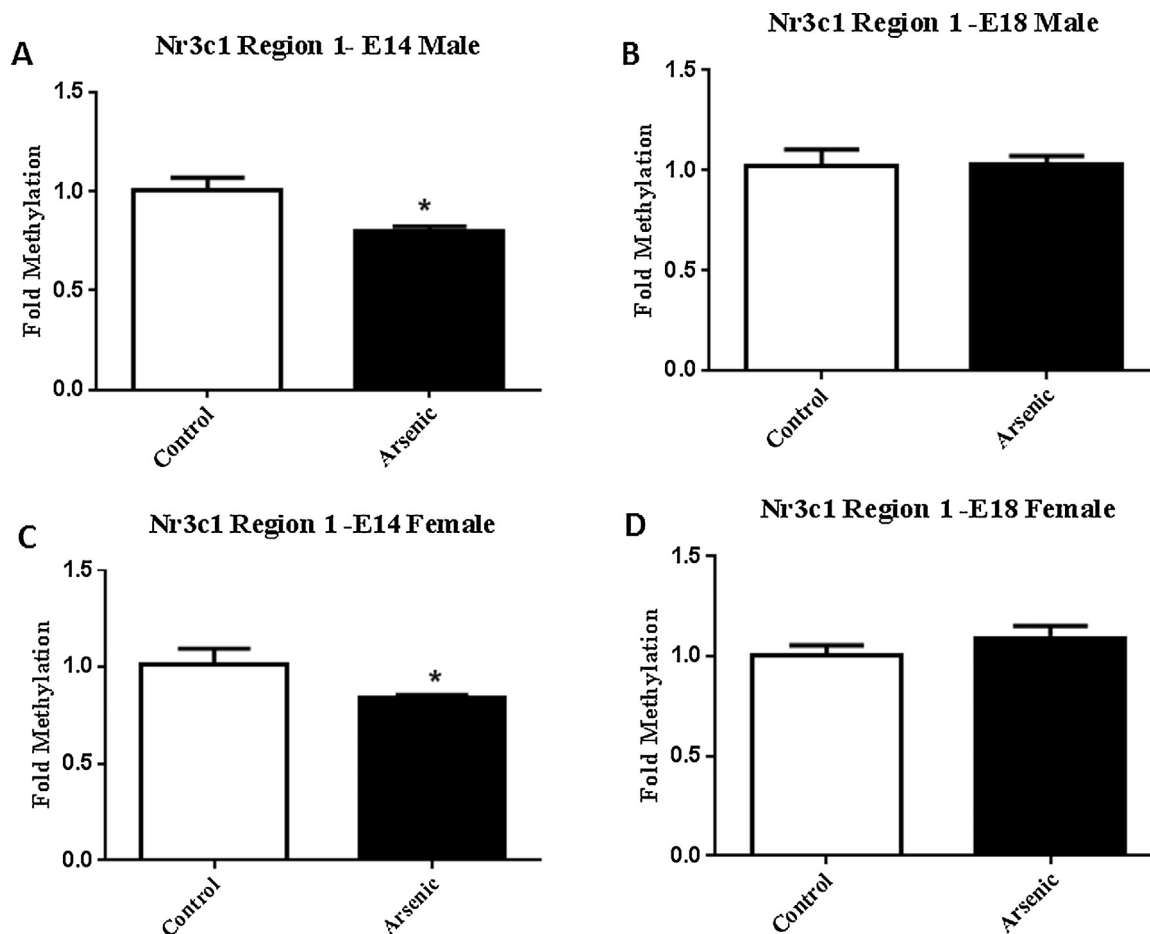 A
Nr3c1 Region 1- E14 Male
Fold Methylation
1.5
1.0
0.5
0.0
*
Control
Arsenic
B
Nr3c1 Region 1 -E18 Male
Fold Methylation
1.5
1.0
0.5
0.0
Control
Arsenic
C
Nr3c1 Region 1 -E14 Female
Fold Methylation
1.5
1.0
0.5
0.0
*
Control
Arsenic
D
Nr3c1 Region 1 -E18 Female
Fold Methylation
1.5
1.0
0.5
0.0
Control
Arsenic